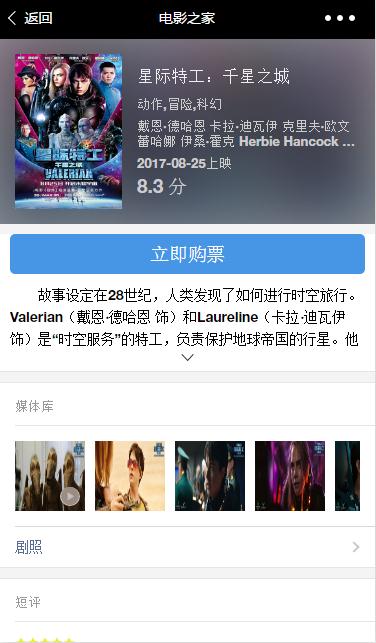 返回
电影之家
星际特工：千星之城
动作,冒险,科幻
戴恩·德哈恩 卡拉·迪瓦伊 克里夫·欧文
蕾哈娜 伊桑·霍克 Herbie Hancock ...
2017-08-25上映
8.3 分
星际特工
千星之城
VALERIAN
立即购票
故事设定在28世纪，人类发现了如何进行时空旅行。
Valerian（戴恩·德哈恩 饰）和Laureline（卡拉·迪瓦伊
饰）是“时空服务”的特工，负责保护地球帝国的行星。他
媒体库
剧照
短评